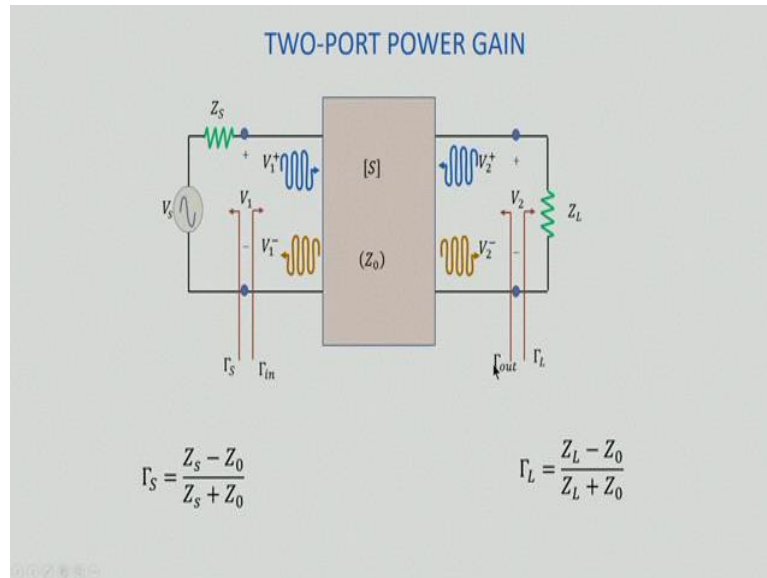 TWO-PORT POWER GAIN
Z_S
+ V_1^+ [S] V_2^+ +
V_s V_1 V_2 Z_L
− V_1^- (Z_0) V_2^- −
Γ_S Γ_in Γ_out Γ_L
Γ_S = (Z_s − Z_0) / (Z_s + Z_0)
Γ_L = (Z_L − Z_0) / (Z_L + Z_0)